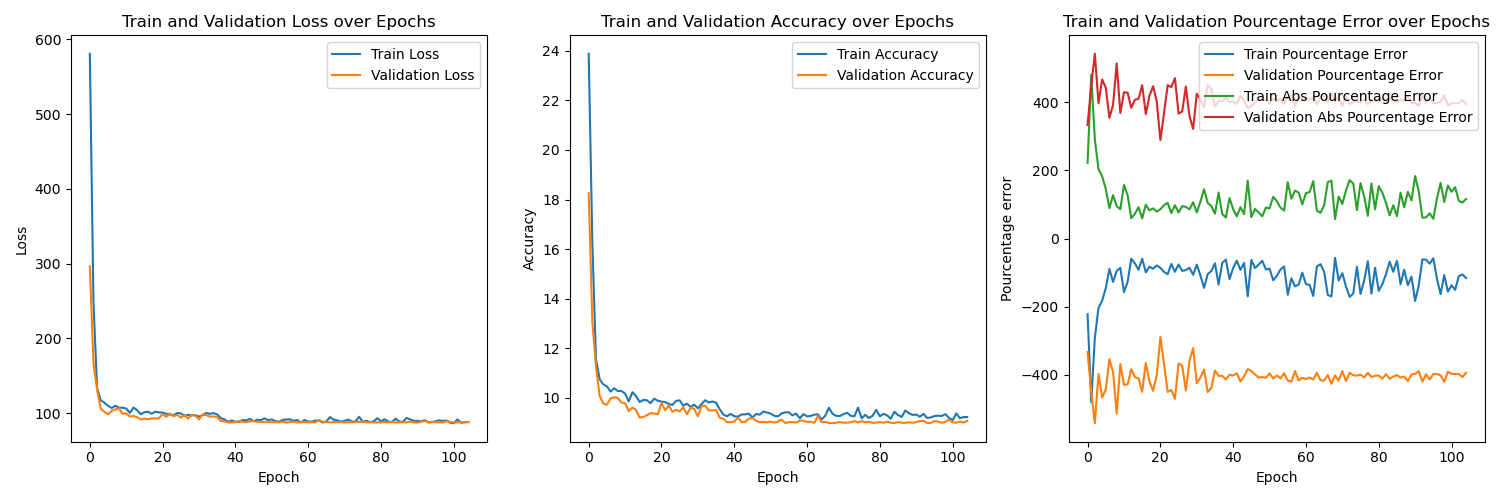 Train and Validation Loss over Epochs
600
500
400
300
200
100
0
20
40
60
80
100
Loss
Epoch
Train Loss
Validation Loss
Train and Validation Accuracy over Epochs
24
22
20
18
16
14
12
10
0
20
40
60
80
100
Accuracy
Epoch
Train Accuracy
Validation Accuracy
Train and Validation Pourcentage Error over Epochs
400
200
0
−200
−400
0
20
40
60
80
100
Pourcentage error
Epoch
Train Pourcentage Error
Validation Pourcentage Error
Train Abs Pourcentage Error
Validation Abs Pourcentage Error